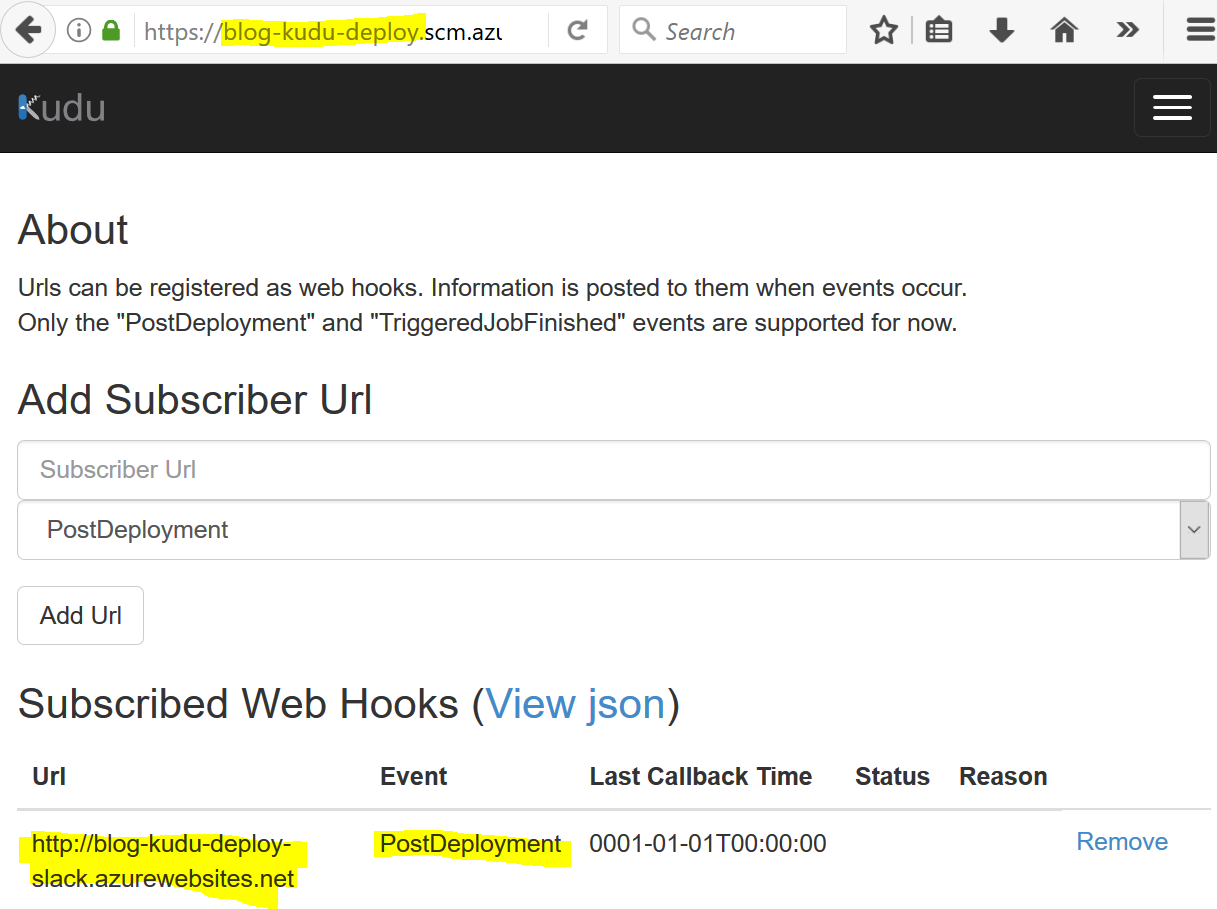 https://blog-kudu-deploy.scm.azu
Search
Kudu
About
Urls can be registered as web hooks. Information is posted to them when events occur.
Only the "PostDeployment" and "TriggeredJobFinished" events are supported for now.
Add Subscriber Url
Subscriber Url
PostDeployment
Add Url
Subscribed Web Hooks (View json)
Url Event Last Callback Time Status Reason
http://blog-kudu-deploy- PostDeployment 0001-01-01T00:00:00 Remove
slack.azurewebsites.net